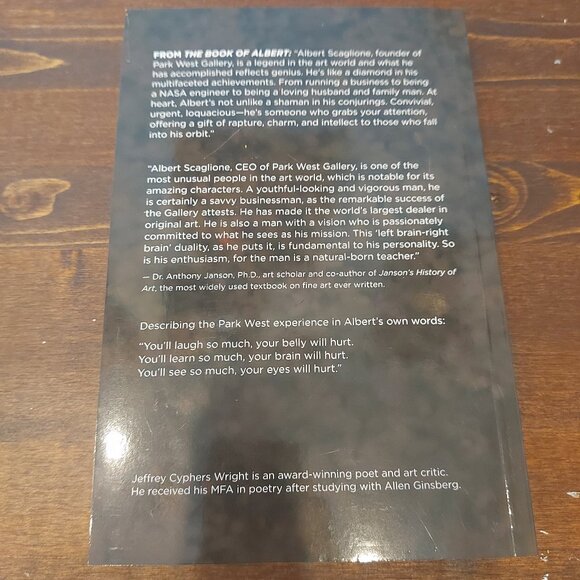 FROM THE BOOK OF ALBERT: “Albert Scaglione, founder of
Park West Gallery, is a legend in the art world and what he
has accomplished reflects genius. He's like a diamond in his
multifaceted achievements. From running a business to being
a NASA engineer to being a loving husband and family man. At
heart, Albert's not unlike a shaman in his conjurings. Convivial,
urgent, loquacious—he's someone who grabs your attention,
offering a gift of rapture, charm, and intellect to those who fall
into his orbit.”
“Albert Scaglione, CEO of Park West Gallery, is one of the
most unusual people in the art world, which is notable for its
amazing characters. A youthful-looking and vigorous man, he
is certainly a savvy businessman, as the remarkable success of
the Gallery attests. He has made it the world's largest dealer in
original art. He is also a man with a vision who is passionately
committed to what he sees as his mission. This ‘left brain-right
brain’ duality, as he puts it, is fundamental to his personality. So
is his enthusiasm, for the man is a natural-born teacher.”
— Dr. Anthony Janson, Ph.D., art scholar and co-author of Janson's History of
Art, the most widely used textbook on fine art ever written.
Describing the Park West experience in Albert's own words:
“You'll laugh so much, your belly will hurt.
You'll learn so much, your brain will hurt.
You'll see so much, your eyes will hurt.”
Jeffrey Cyphers Wright is an award-winning poet and art critic.
He received his MFA in poetry after studying with Allen Ginsberg.